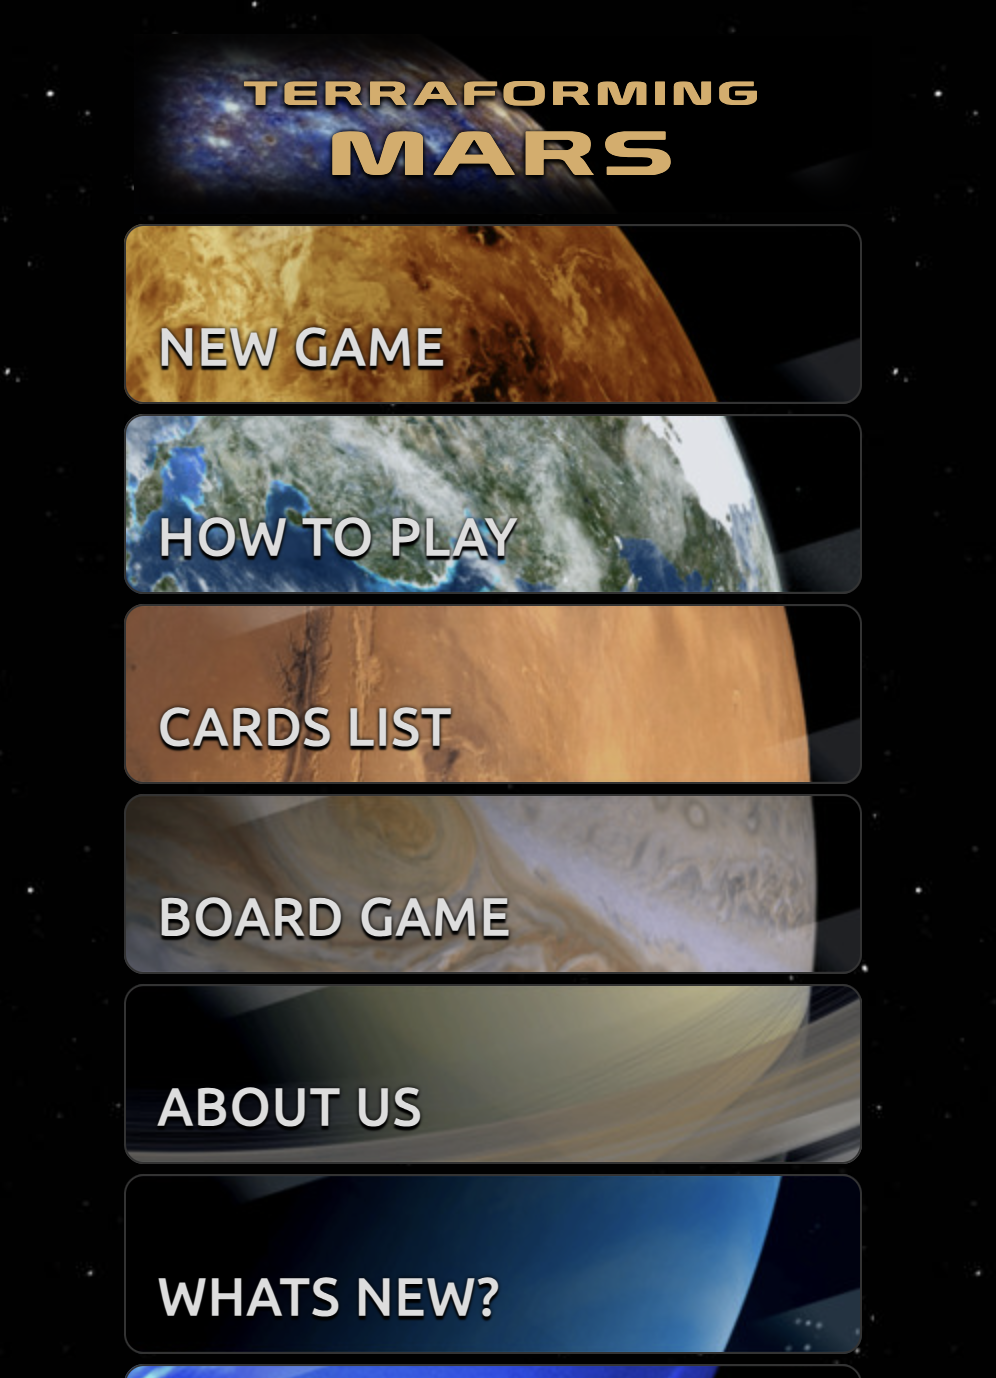 TERRAFORMING
MARS
NEW GAME
HOW TO PLAY
CARDS LIST
BOARD GAME
ABOUT US
WHATS NEW?